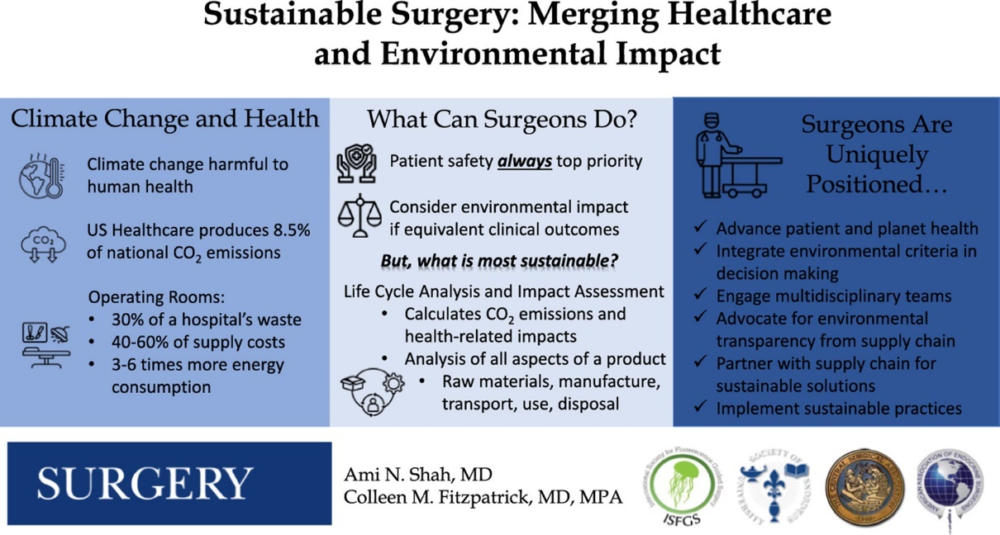 Sustainable Surgery: Merging Healthcare
and Environmental Impact
Climate Change and Health
Climate change harmful to
human health
CO₂
US Healthcare produces 8.5%
of national CO₂ emissions
Operating Rooms:
• 30% of a hospital’s waste
• 40-60% of supply costs
• 3-6 times more energy
consumption
What Can Surgeons Do?
Patient safety always top priority
Consider environmental impact
if equivalent clinical outcomes
But, what is most sustainable?
Life Cycle Analysis and Impact Assessment
• Calculates CO₂ emissions and
health-related impacts
• Analysis of all aspects of a product
• Raw materials, manufacture,
transport, use, disposal
Surgeons Are
Uniquely
Positioned…
✓ Advance patient and planet health
✓ Integrate environmental criteria in
decision making
✓ Engage multidisciplinary teams
✓ Advocate for environmental
transparency from supply chain
✓ Partner with supply chain for
sustainable solutions
✓ Implement sustainable practices
SURGERY
Ami N. Shah, MD
Colleen M. Fitzpatrick, MD, MPA
International Society for Fluorescence Guided Surgery
ISFGS
SOCIETY OF
UNIVERSITY
SURGEONS
THE CENTRAL SURGICAL ASSOCIATION
1940
AMERICAN ASSOCIATION OF ENDOCRINE SURGEONS